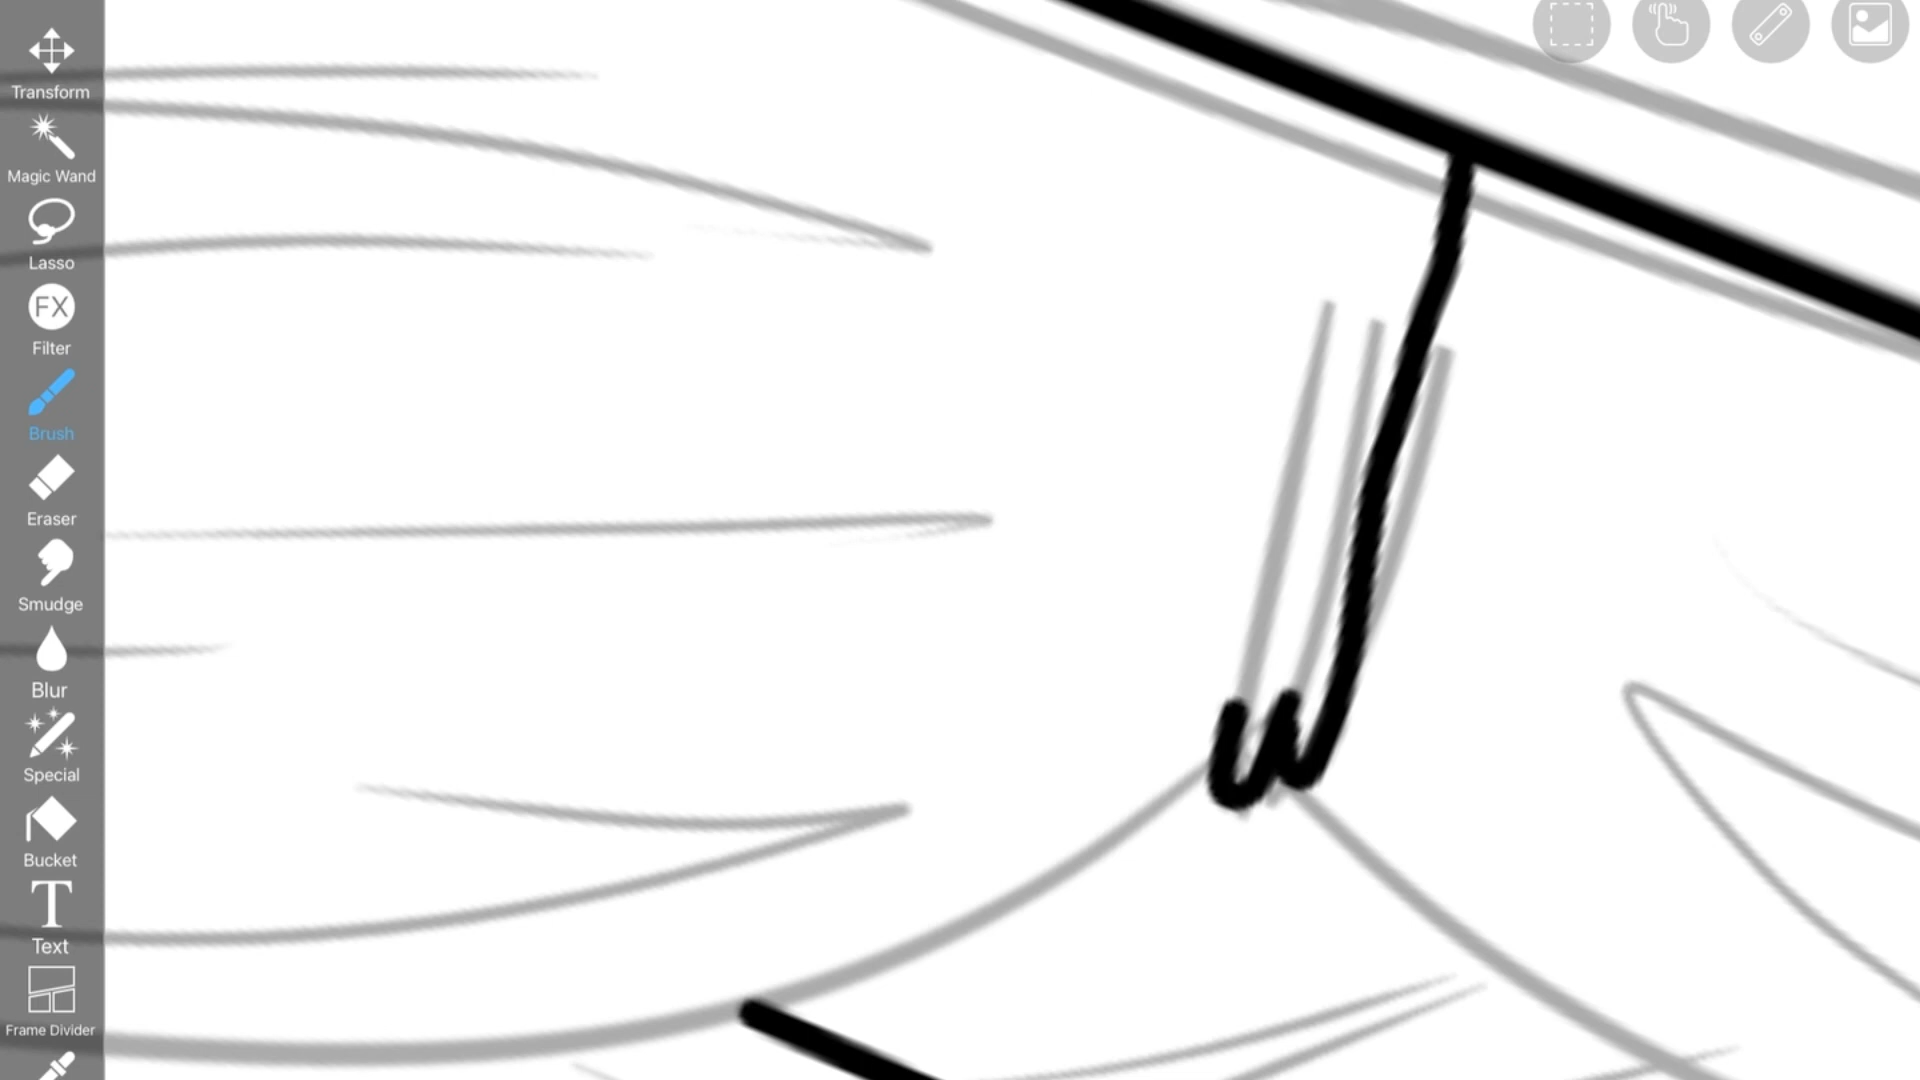 Transform
Magic Wand
Lasso
FX
Filter
Brush
Eraser
Smudge
Blur
Special
Bucket
T
Text
Frame Divider